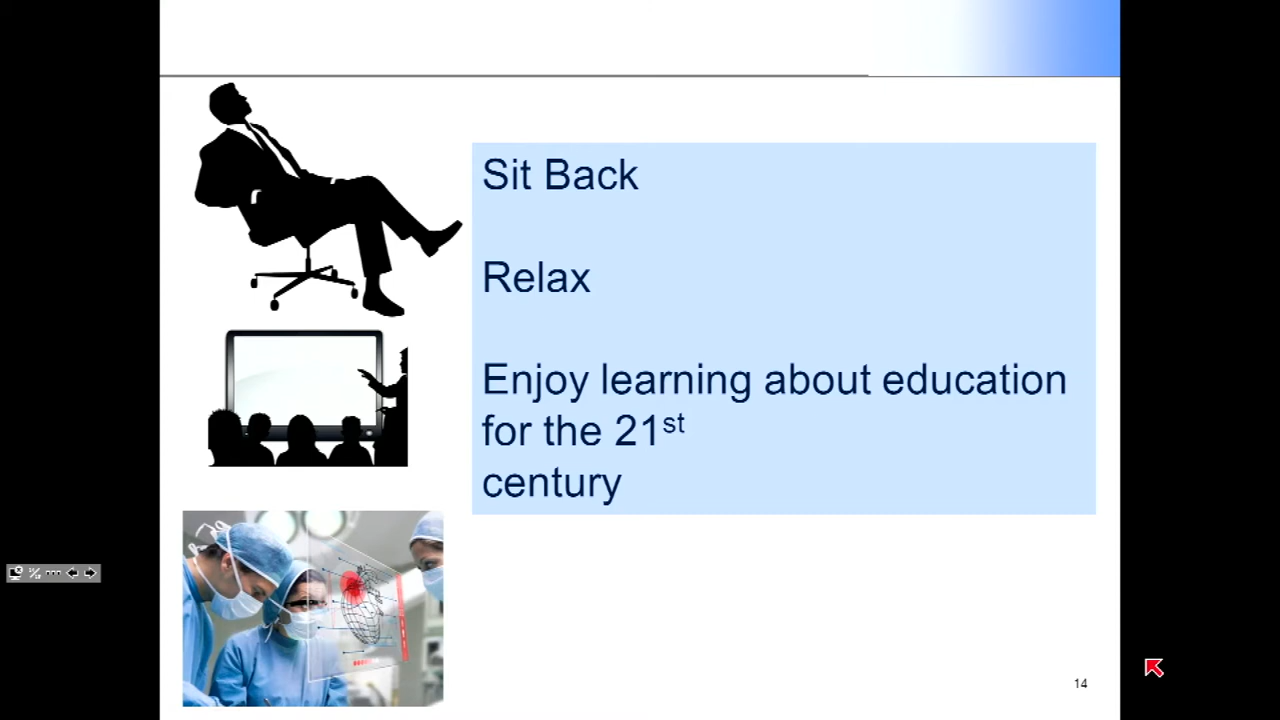 Sit Back
Relax
Enjoy learning about education
for the 21st
century
14